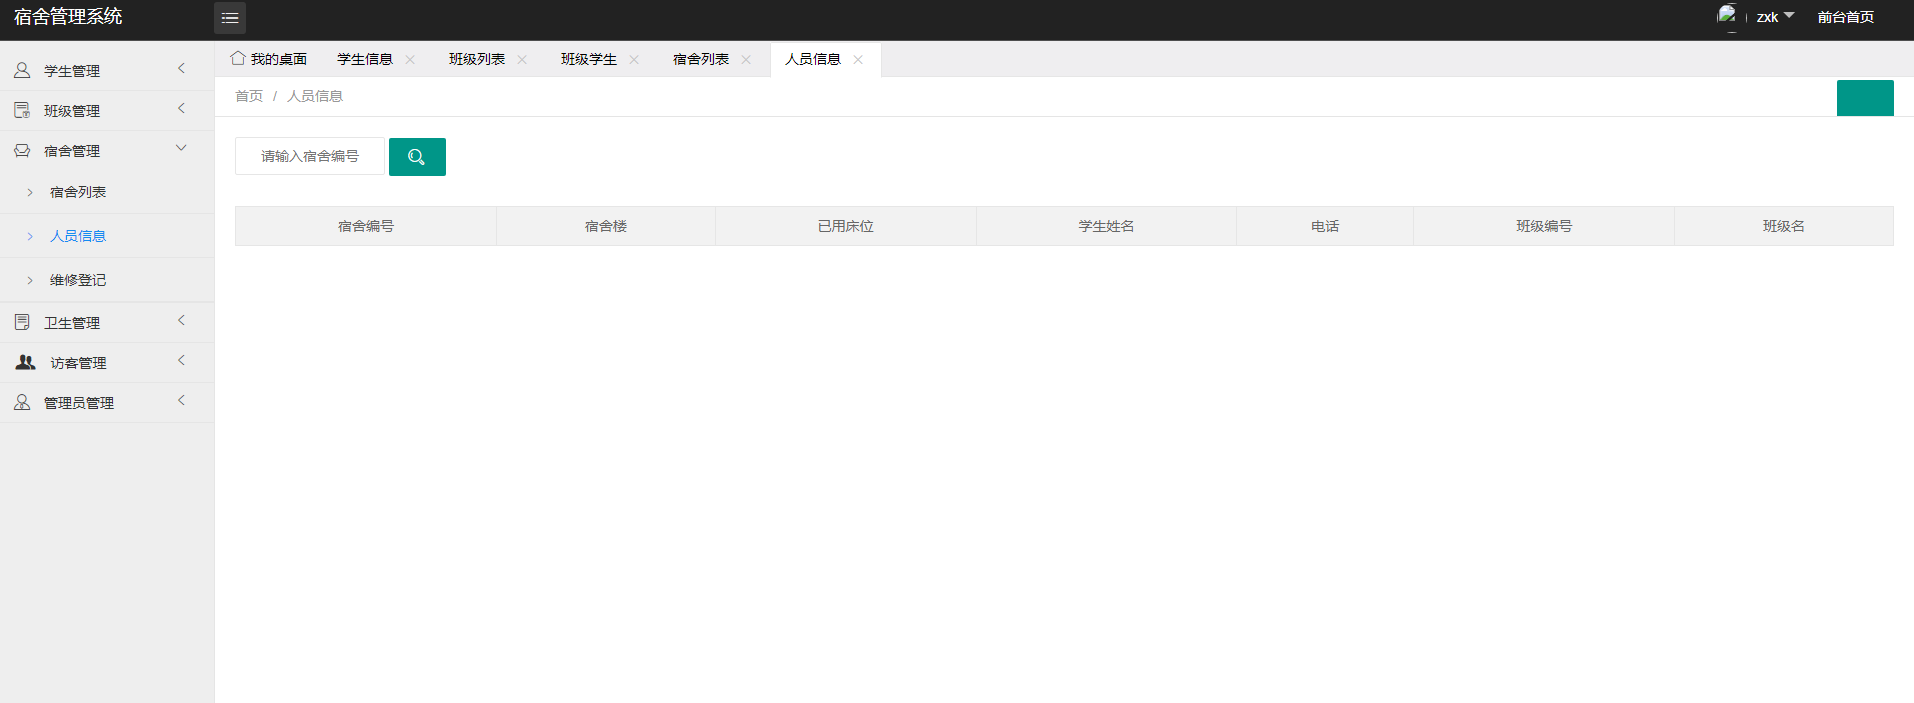 宿舍管理系统
zxk 前台首页
我的桌面 学生信息 班级列表 班级学生 宿舍列表 人员信息
首页 / 人员信息
请输入宿舍编号
宿舍编号 宿舍楼 已用床位 学生姓名 电话 班级编号 班级名
学生管理
班级管理
宿舍管理
宿舍列表
人员信息
维修登记
卫生管理
访客管理
管理员管理